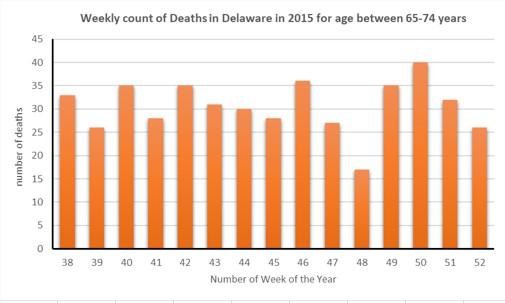 Weekly count of Deaths in Delaware in 2015 for age between 65-74 years
45
40
35
30
25
20
15
10
5
0
number of deaths
38 39 40 41 42 43 44 45 46 47 48 49 50 51 52
Number of Week of the Year